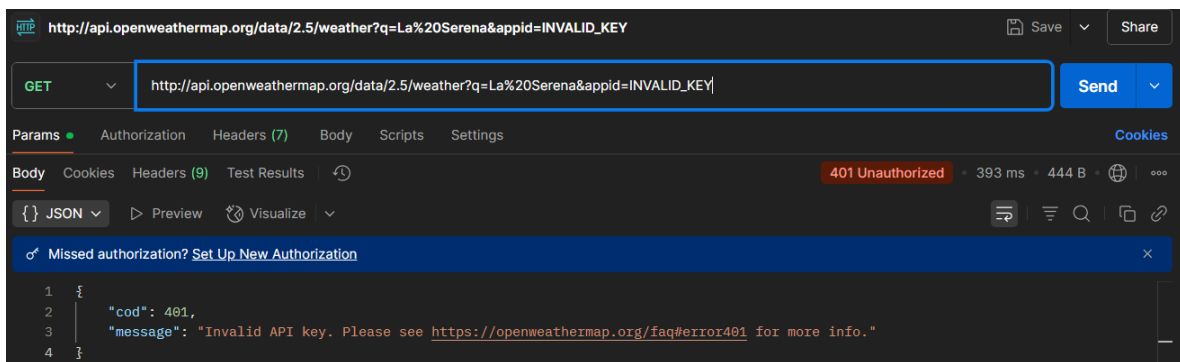 HTTP http://api.openweathermap.org/data/2.5/weather?q=La%20Serena&appid=INVALID_KEY Save Share
GET http://api.openweathermap.org/data/2.5/weather?q=La%20Serena&appid=INVALID_KEY Send
Params Authorization Headers (7) Body Scripts Settings Cookies
Body Cookies Headers (9) Test Results 401 Unauthorized 393 ms 444 B
{} JSON Preview Visualize
Missed authorization? Set Up New Authorization
1 {
2 "cod": 401,
3 "message": "Invalid API key. Please see https://openweathermap.org/faq#error401 for more info."
4 }